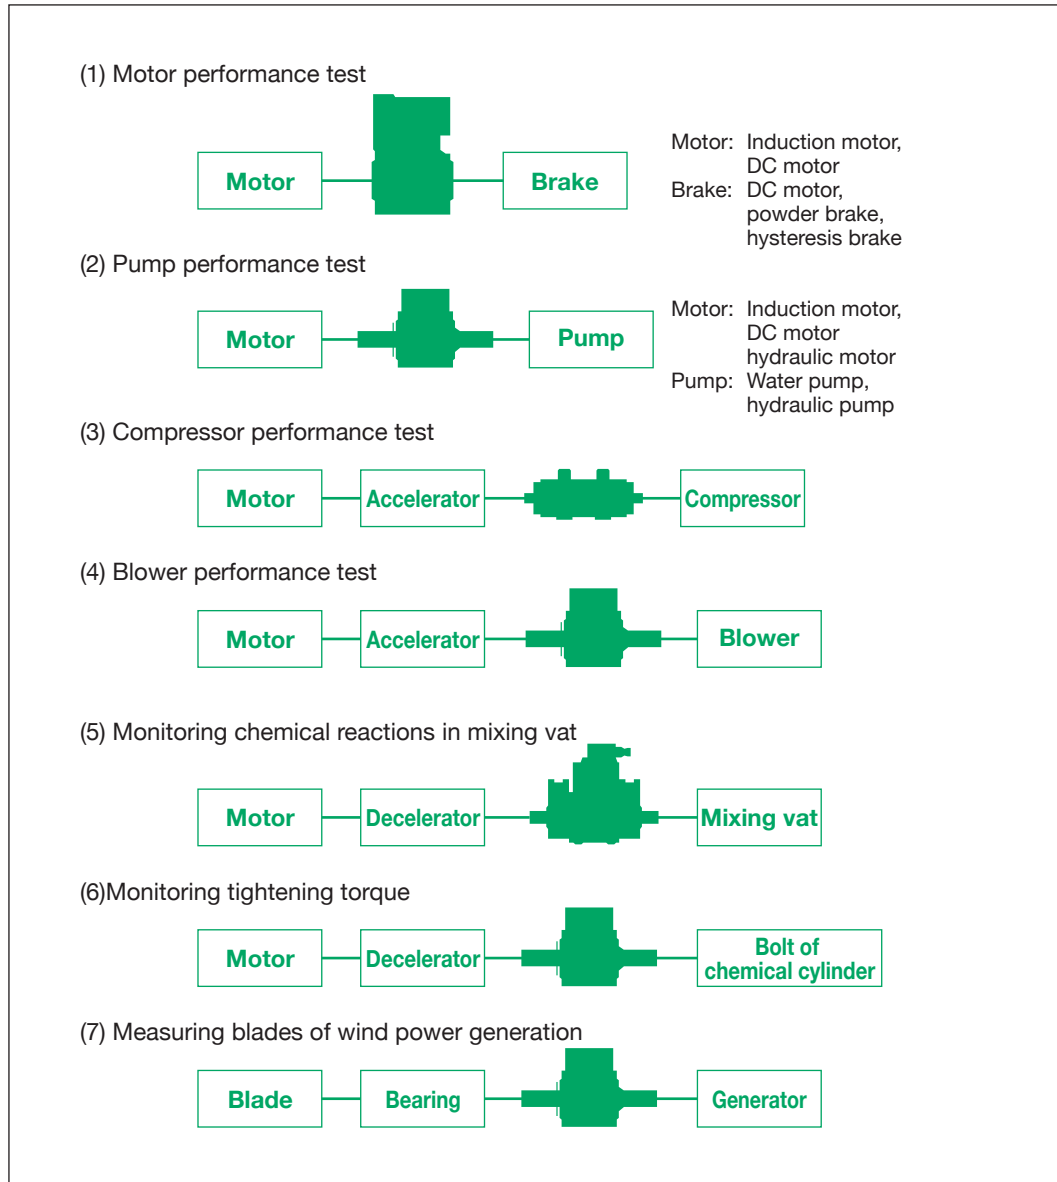 (1) Motor performance test
Motor
Brake
Motor: Induction motor,
DC motor
Brake: DC motor,
powder brake,
hysteresis brake
(2) Pump performance test
Motor
Pump
Motor: Induction motor,
DC motor
hydraulic motor
Pump: Water pump,
hydraulic pump
(3) Compressor performance test
Motor
Accelerator
Compressor
(4) Blower performance test
Motor
Accelerator
Blower
(5) Monitoring chemical reactions in mixing vat
Motor
Decelerator
Mixing vat
(6)Monitoring tightening torque
Motor
Decelerator
Bolt of
chemical cylinder
(7) Measuring blades of wind power generation
Blade
Bearing
Generator